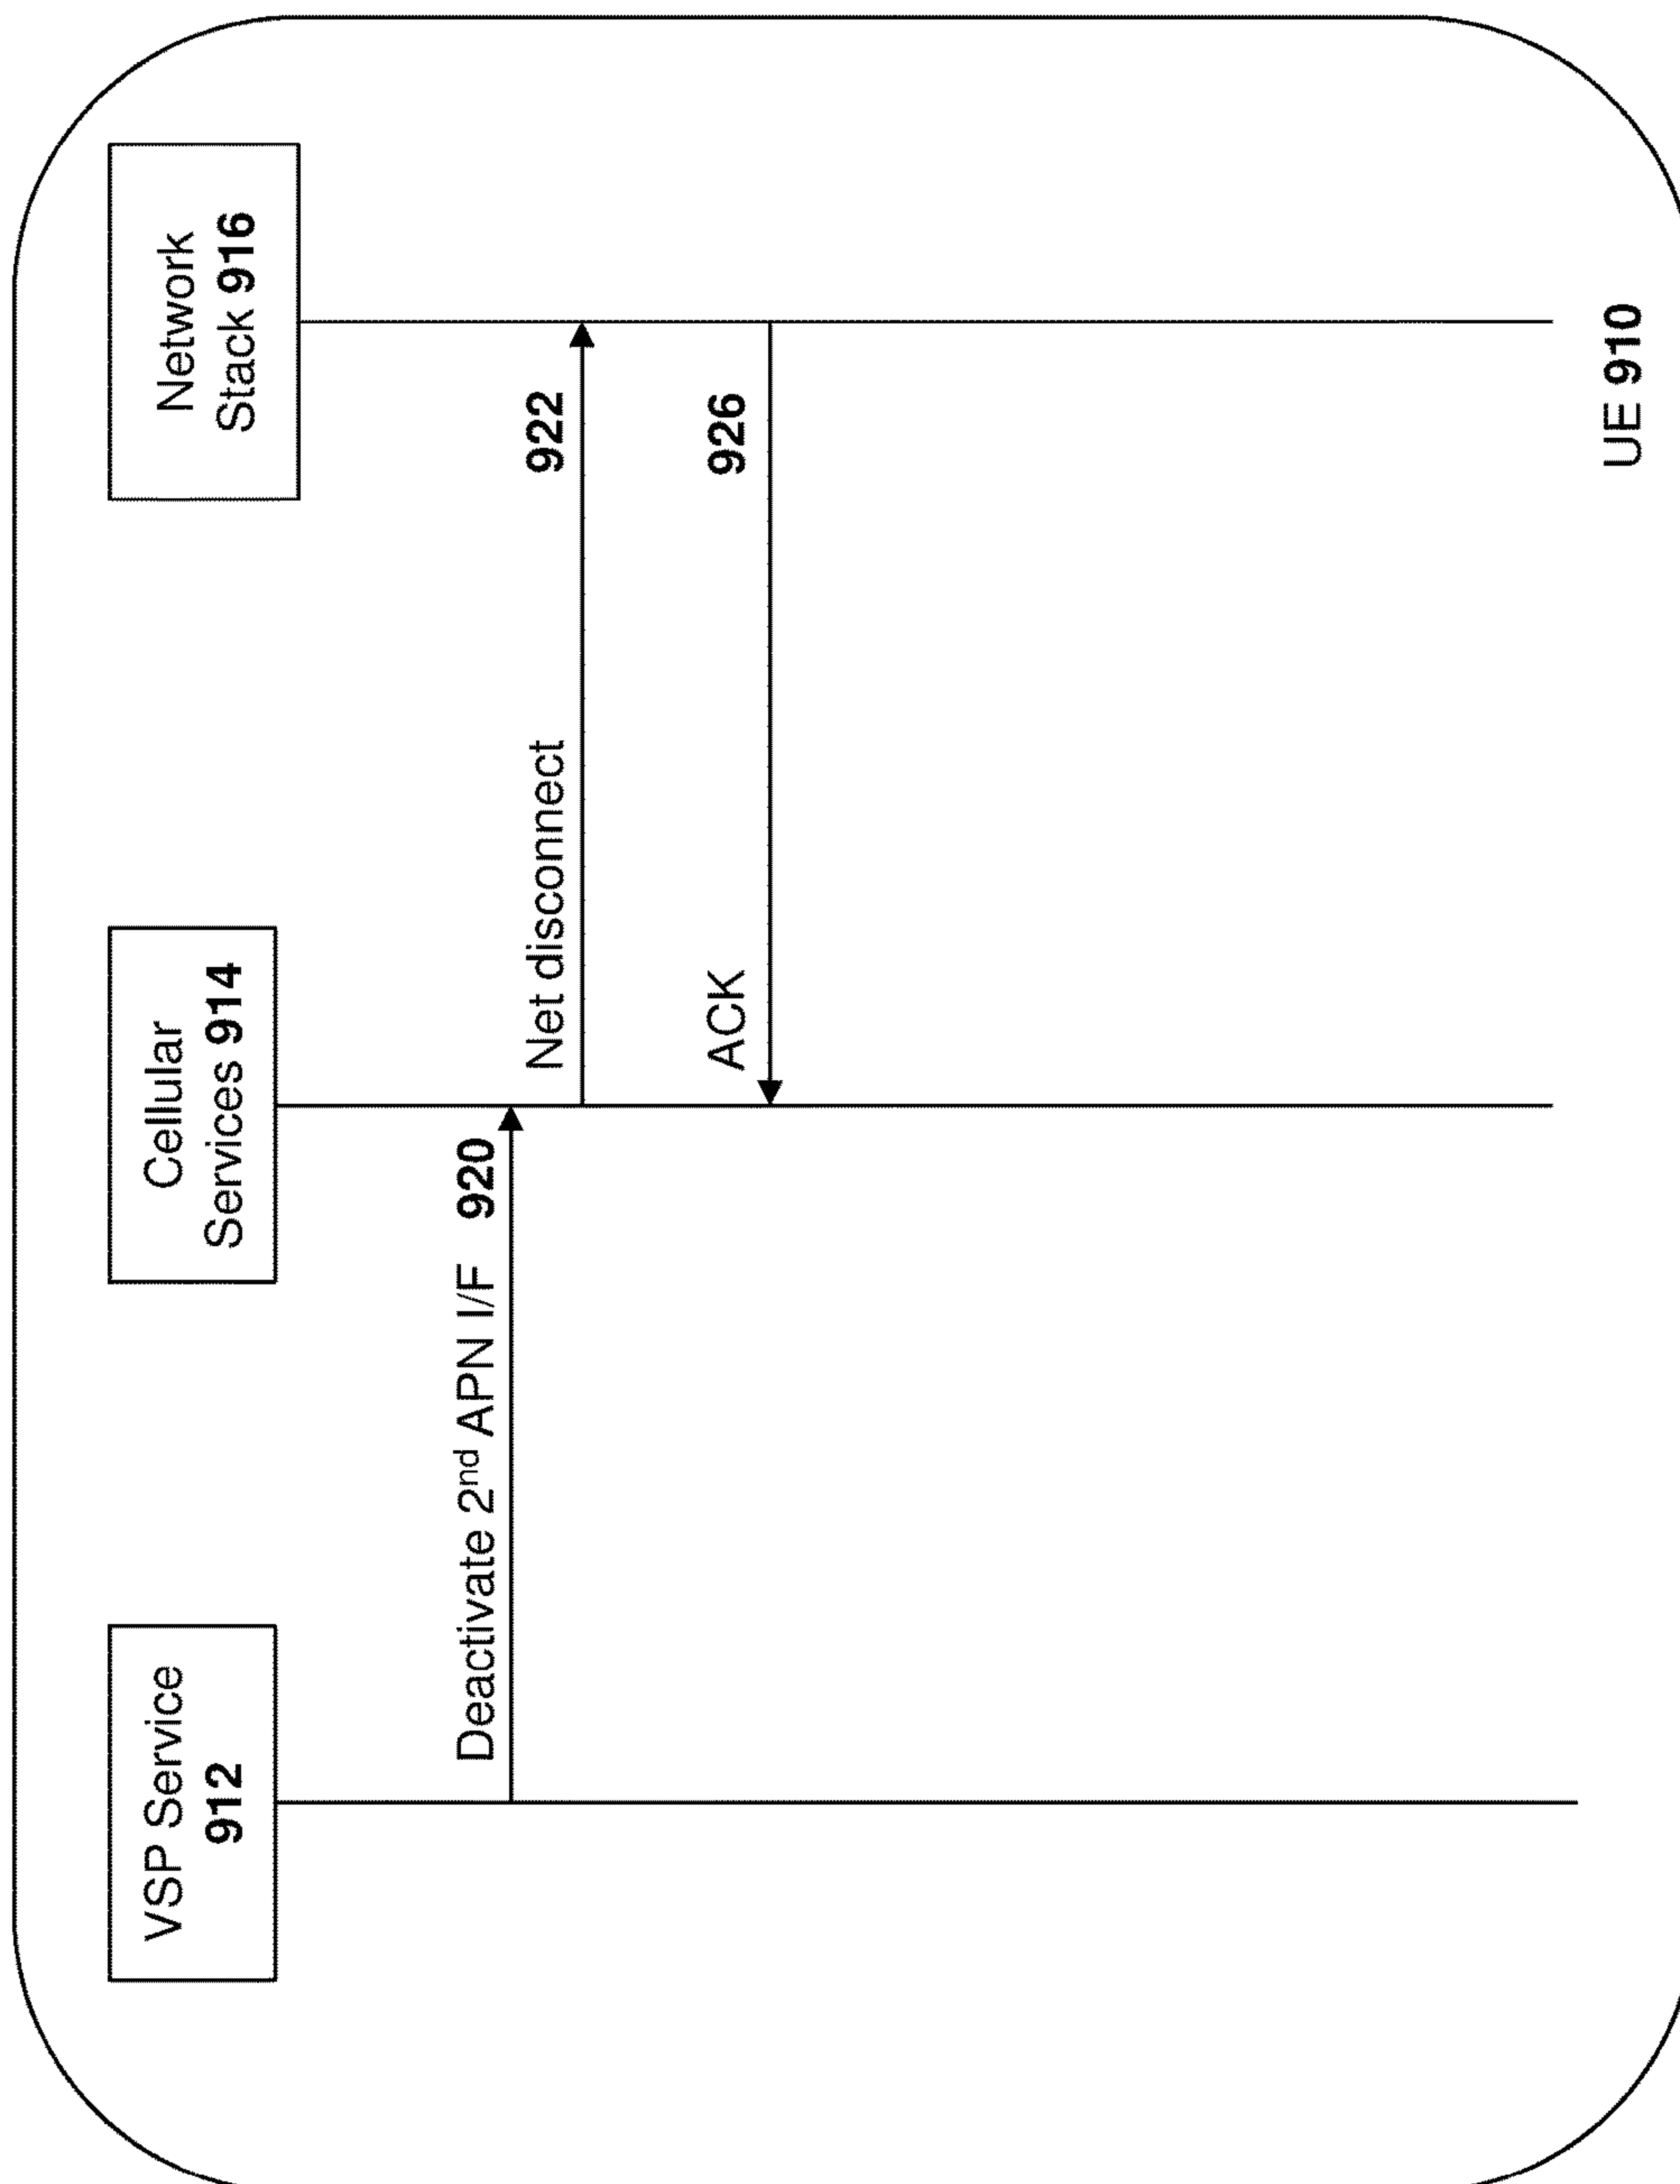 VSP Service
912
Cellular
Services 914
Network
Stack 916
Deactivate 2nd APN I/F 920
Net disconnect 922
ACK 926
UE 910